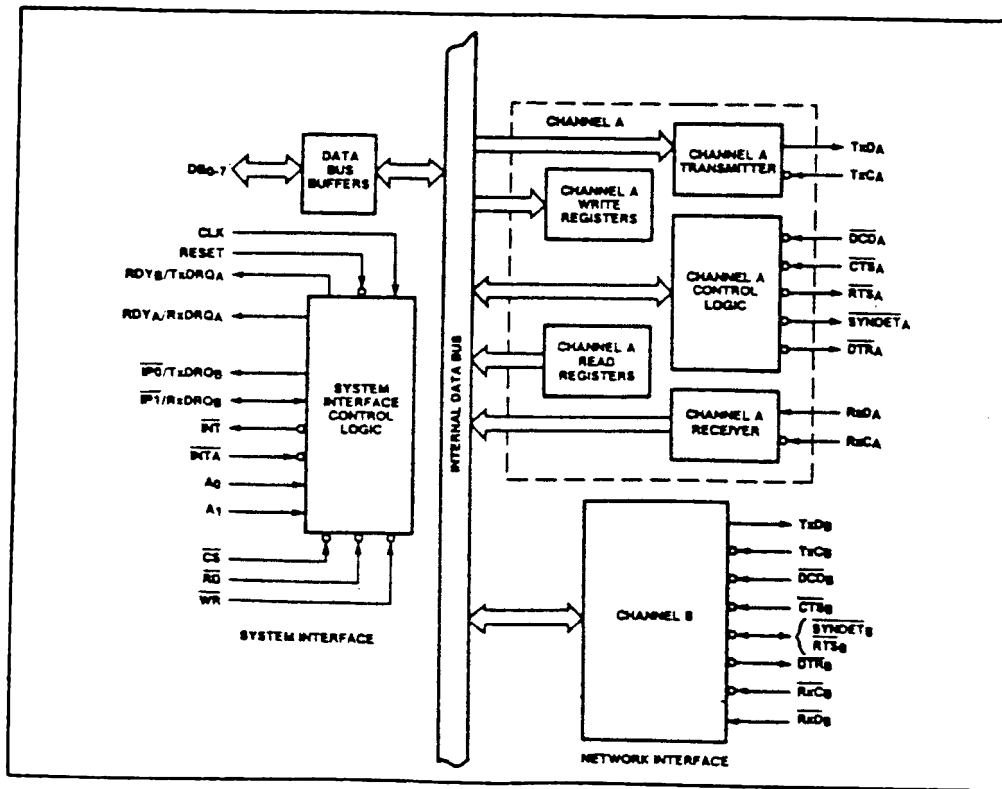 DB0-7
DATA
BUS
BUFFERS
CLK
RESET
RDYB/TxDRQA
RDYA/RxDRQA
IP0/TxDRQB
IP1/RxDRQB
INT
INTA
A0
A1
CS
RD
WR
SYSTEM
INTERFACE
CONTROL
LOGIC
SYSTEM INTERFACE
INTERNAL DATA BUS
CHANNEL A
CHANNEL A
TRANSMITTER
TxDA
TxCA
CHANNEL A
WRITE
REGISTERS
CHANNEL A
CONTROL
LOGIC
DCDA
CTSA
RTSA
SYNDETA
DTRA
CHANNEL A
READ
REGISTERS
CHANNEL A
RECEIVER
RxDA
RxCA
CHANNEL B
TxDB
TxCB
DCDB
CTSB
SYNDETB
RTSB
DTRB
RxCB
RxDB
NETWORK INTERFACE